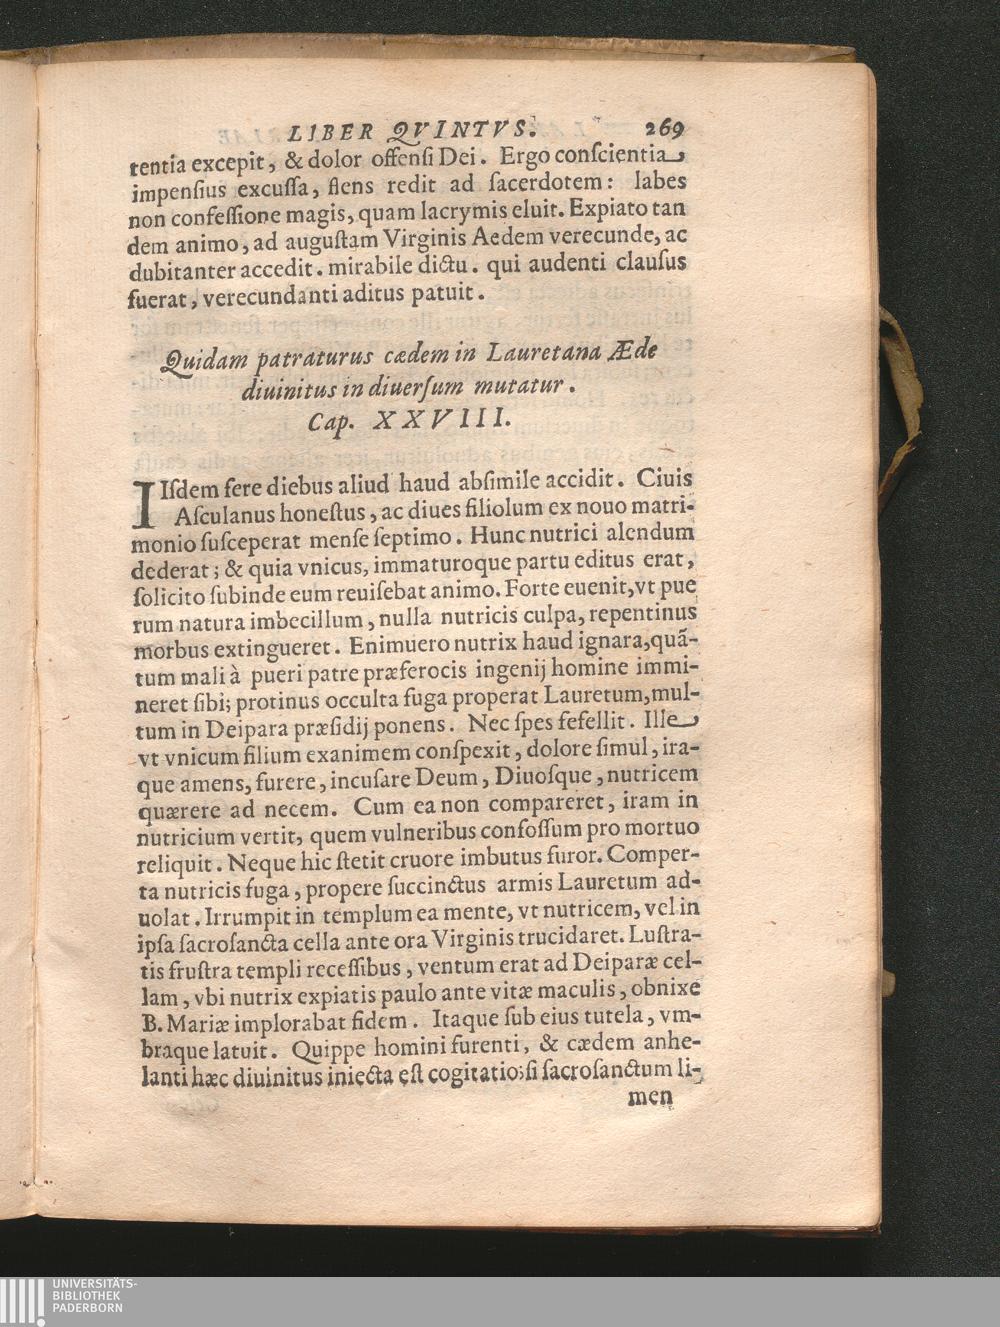 LIBER QVINTVS. 269
tentia excepit, & dolor offenſi Dei. Ergo conſcientia
impenſius excuſſa, flens redit ad ſacerdotem: labes
non confeſſione magis, quam lacrymis eluit. Expiato tan
dem animo, ad auguſtam Virginis Aedem verecunde, ac
dubitanter accedit. mirabile dictu. qui audenti clauſus
fuerat, verecundanti aditus patuit.
Quidam patraturus cædem in Lauretana Æde
diuinitus in diuerſum mutatur.
Cap. XXVIII.
IIſdem fere diebus aliud haud abſimile accidit. Ciuis
Aſculanus honeſtus, ac diues filiolum ex nouo matri-
monio ſuſceperat menſe ſeptimo. Hunc nutrici alendum
dederat; & quia vnicus, immaturoque partu editus erat,
ſolicito ſubinde eum reuiſebat animo. Forte euenit, vt pue
rum natura imbecillum, nulla nutricis culpa, repentinus
morbus extingueret. Enimuero nutrix haud ignara, quã-
tum mali à pueri patre præferocis ingenij homine immi-
neret ſibi; protinus occulta fuga properat Lauretum, mul-
tum in Deipara præſidij ponens. Nec ſpes fefellit. Ille
vt vnicum filium exanimem conſpexit, dolore ſimul, ira-
que amens, furere, incuſare Deum, Diuoſque, nutricem
quærere ad necem. Cum ea non compareret, iram in
nutricium vertit, quem vulneribus confoſſum pro mortuo
reliquit. Neque hic ſtetit cruore imbutus furor. Comper-
ta nutricis fuga, propere ſuccinctus armis Lauretum ad-
uolat. Irrumpit in templum ea mente, vt nutricem, vel in
ipſa ſacroſancta cella ante ora Virginis trucidaret. Luſtra-
tis fruſtra templi receſſibus, ventum erat ad Deiparæ cel-
lam, vbi nutrix expiatis paulo ante vitæ maculis, obnixe
B. Mariæ implorabat fidem. Itaque ſub eius tutela, vm-
braque latuit. Quippe homini furenti, & cædem anhe-
lanti hæc diuinitus iniecta eſt cogitatio; ſi ſacroſanctum li-
men
UNIVERSITÄTS-
BIBLIOTHEK
PADERBORN